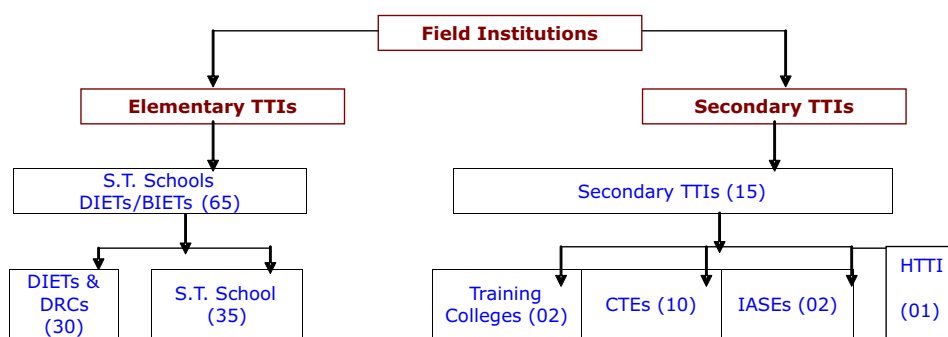 Field Institutions
Elementary TTIs
Secondary TTIs
S.T. Schools
DIETs/BIETs (65)
Secondary TTIs (15)
DIETs &
DRCs
(30)
S.T. School
(35)
Training
Colleges (02)
CTEs (10)
IASEs (02)
HTTI
(01)